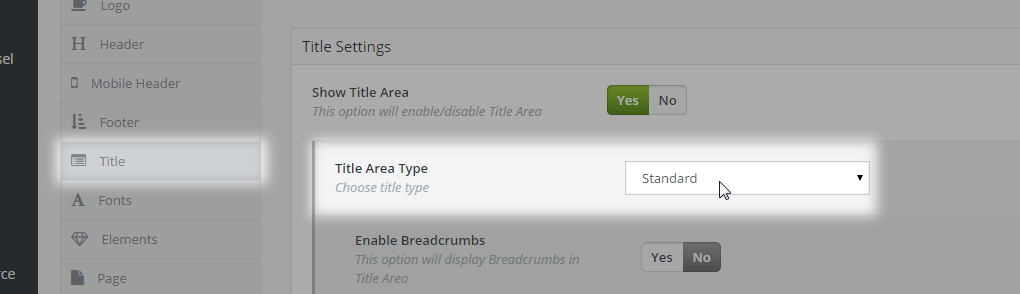 Logo
Header
sel
Mobile Header
Footer
Title
Fonts
Elements
rce
Page
Title Settings
Show Title Area
This option will enable/disable Title Area
Yes
No
Title Area Type
Choose title type
Standard
Enable Breadcrumbs
This option will display Breadcrumbs in
Title Area
Yes
No